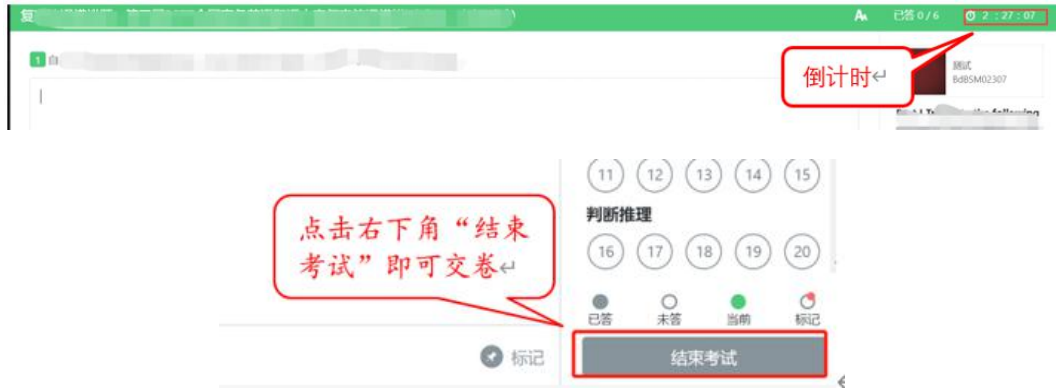 已答 0 / 6
2 : 27 : 07
1 自
倒计时↵
测试
BdBSM02307
11 12 13 14 15
判断推理
16 17 18 19 20
点击右下角“结束
考试”即可交卷↵
已答 未答 当前 标记
标记
结束考试